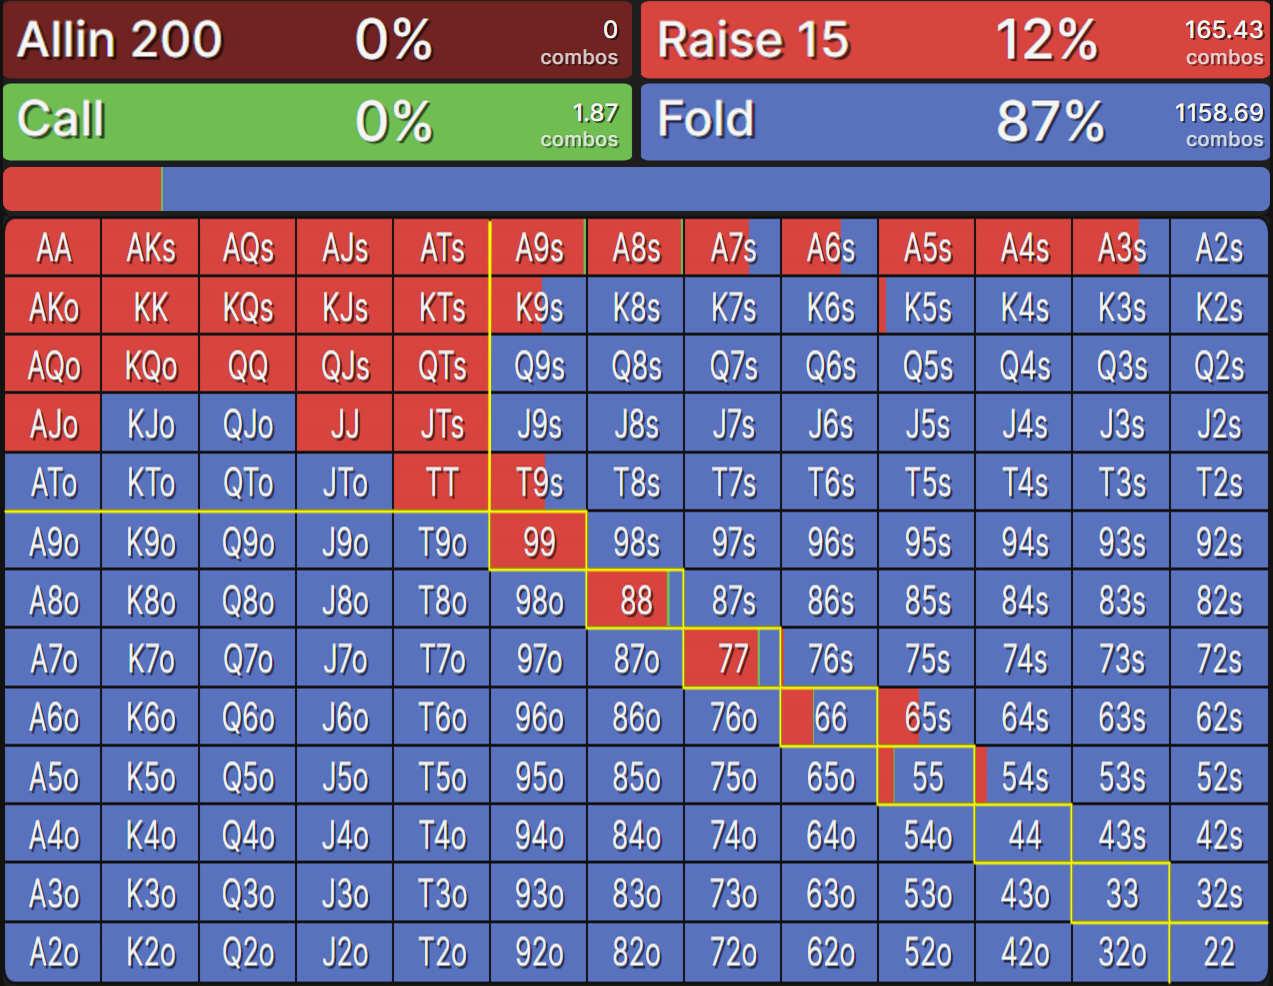 Allin 200 0% 0 combos Raise 15 12% 165.43 combos
Call 0% 1.87 combos Fold 87% 1158.69 combos
AA AKs AQs AJs ATs A9s A8s A7s A6s A5s A4s A3s A2s
AKo KK KQs KJs KTs K9s K8s K7s K6s K5s K4s K3s K2s
AQo KQo QQ QJs QTs Q9s Q8s Q7s Q6s Q5s Q4s Q3s Q2s
AJo KJo QJo JJ JTs J9s J8s J7s J6s J5s J4s J3s J2s
ATo KTo QTo JTo TT T9s T8s T7s T6s T5s T4s T3s T2s
A9o K9o Q9o J9o T9o 99 98s 97s 96s 95s 94s 93s 92s
A8o K8o Q8o J8o T8o 98o 88 87s 86s 85s 84s 83s 82s
A7o K7o Q7o J7o T7o 97o 87o 77 76s 75s 74s 73s 72s
A6o K6o Q6o J6o T6o 96o 86o 76o 66 65s 64s 63s 62s
A5o K5o Q5o J5o T5o 95o 85o 75o 65o 55 54s 53s 52s
A4o K4o Q4o J4o T4o 94o 84o 74o 64o 54o 44 43s 42s
A3o K3o Q3o J3o T3o 93o 83o 73o 63o 53o 43o 33 32s
A2o K2o Q2o J2o T2o 92o 82o 72o 62o 52o 42o 32o 22